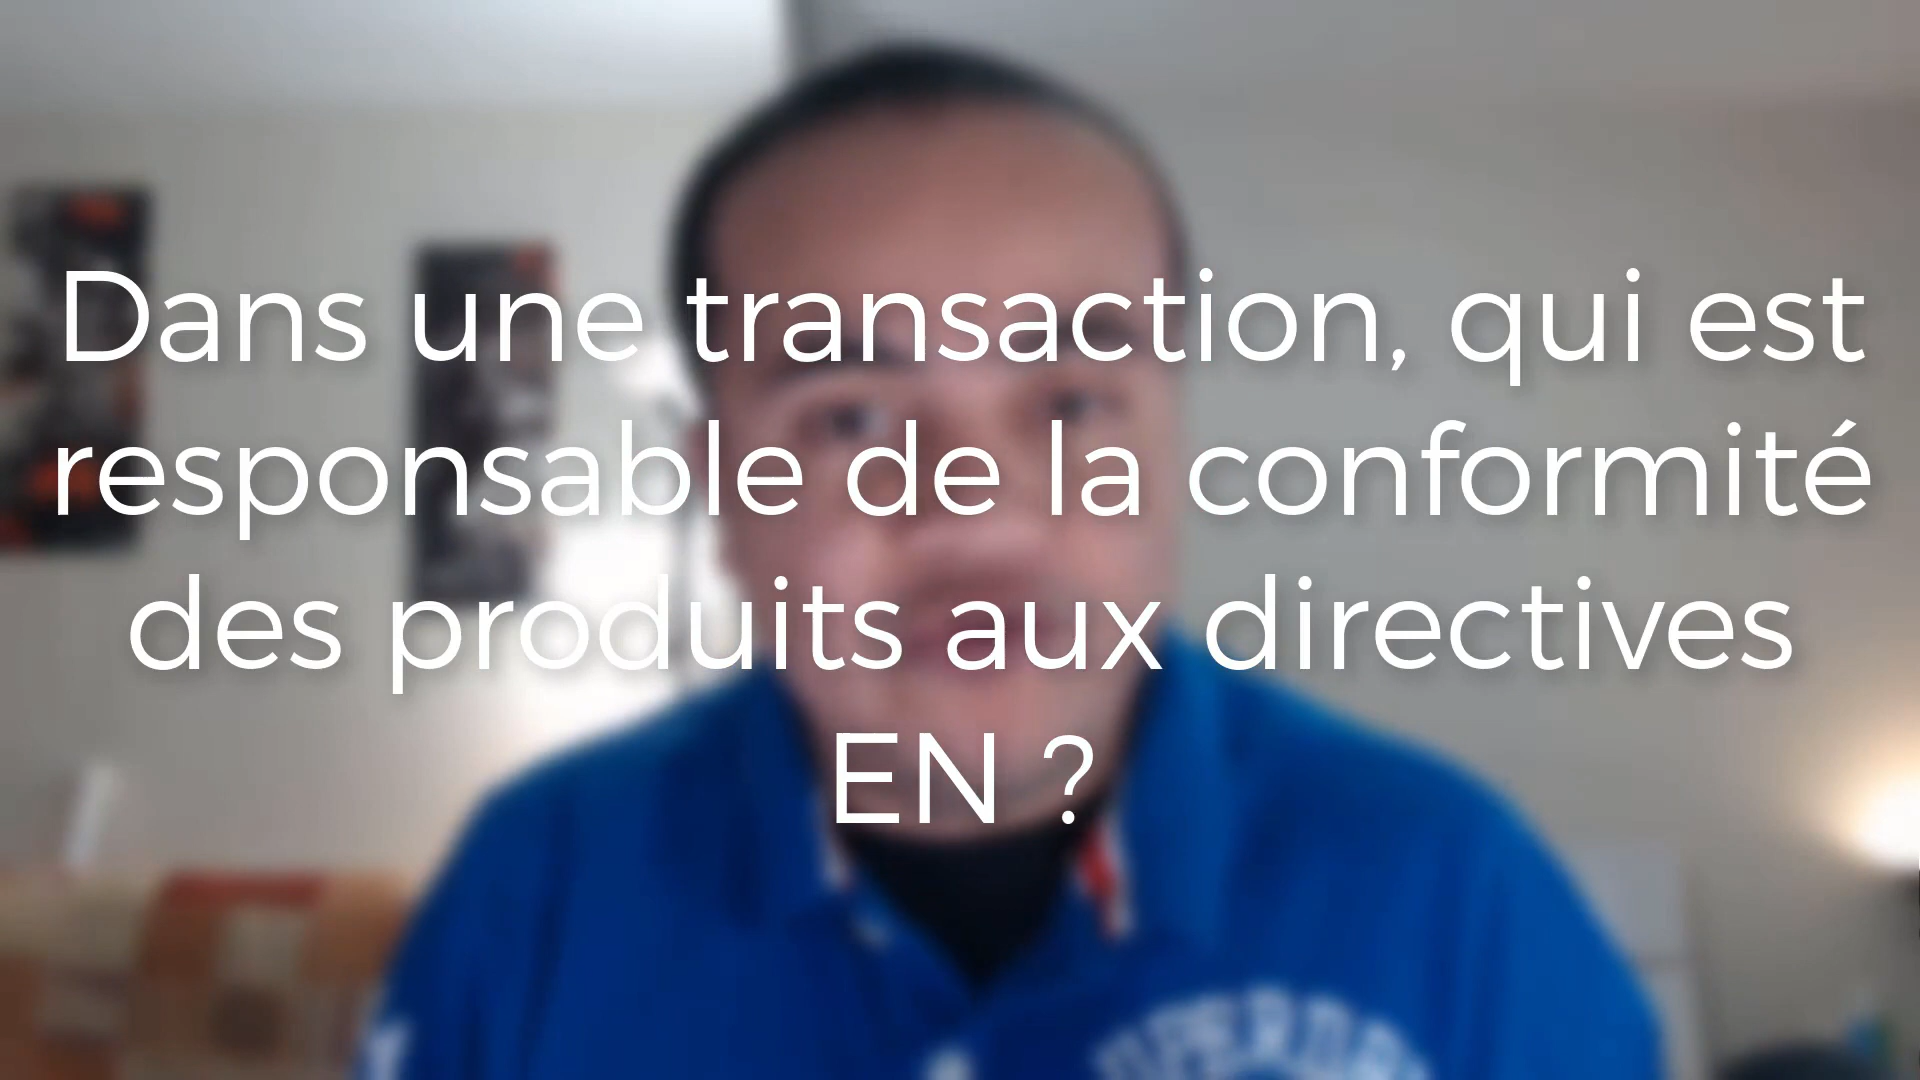 Dans une transaction, qui est
responsable de la conformité
des produits aux directives
EN ?